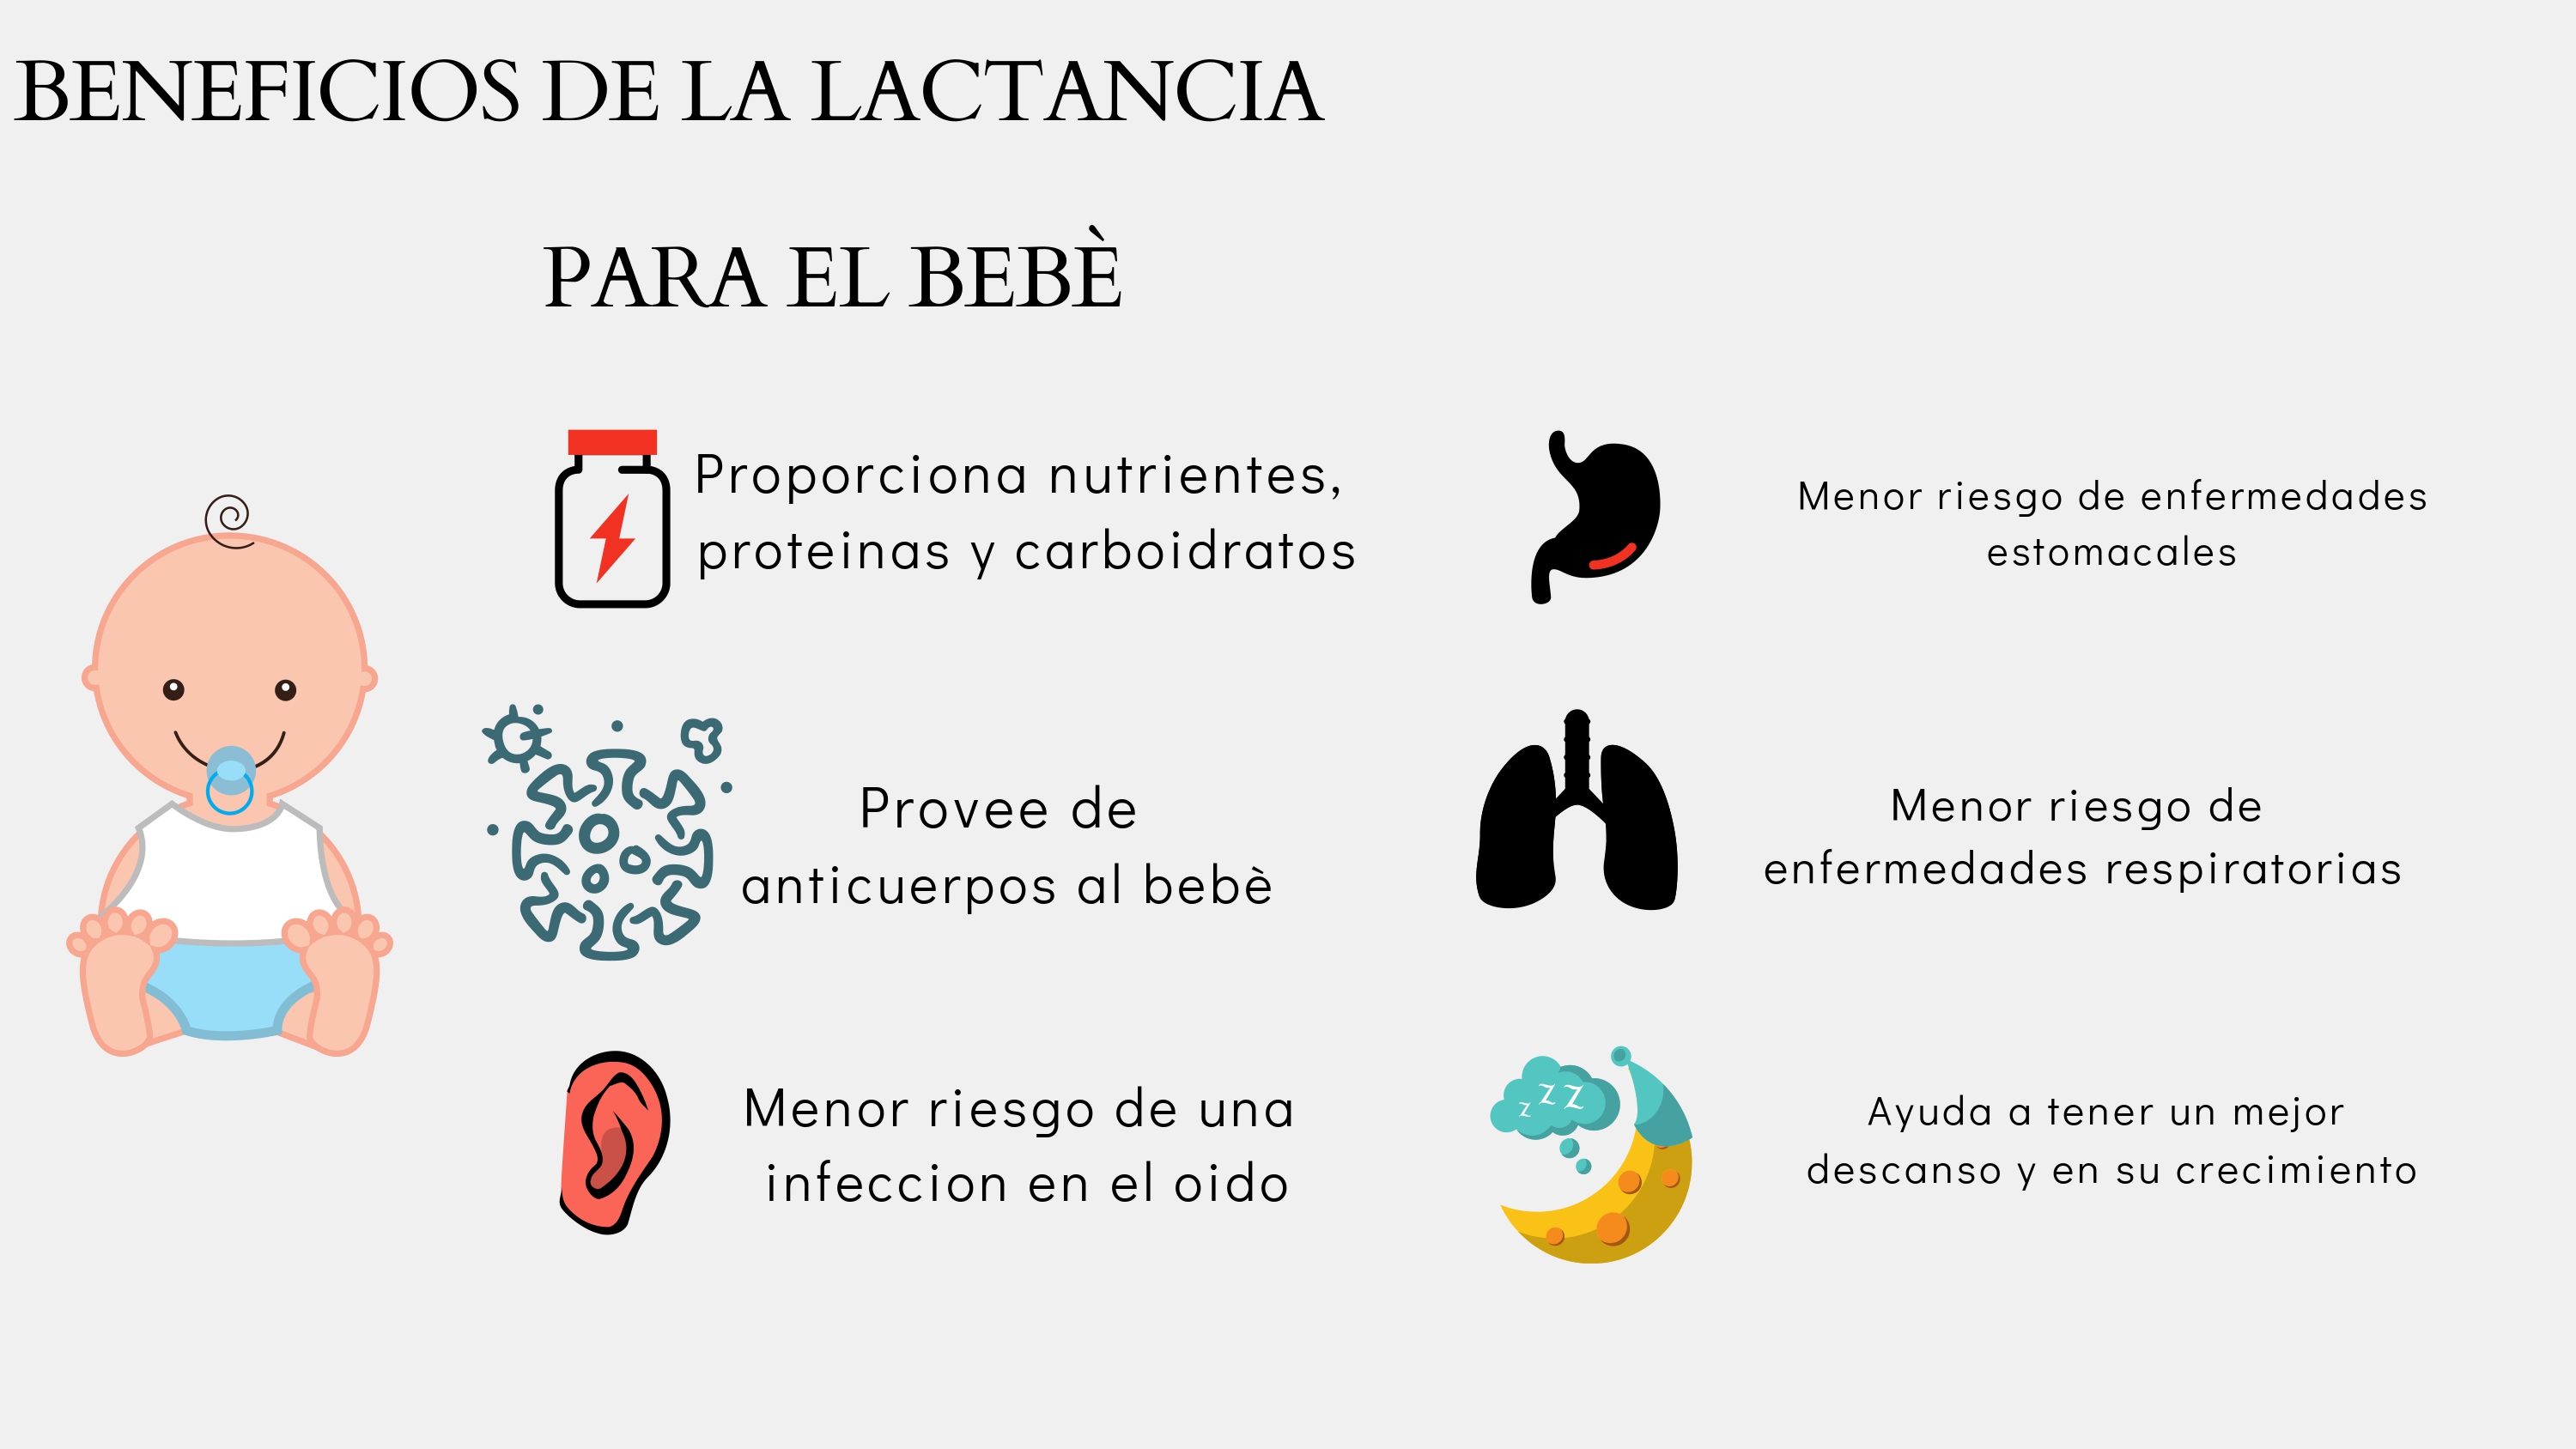 BENEFICIOS DE LA LACTANCIA
PARA EL BEBÈ
Proporciona nutrientes,
proteinas y carboidratos
Provee de
anticuerpos al bebè
Menor riesgo de una
infeccion en el oido
Menor riesgo de enfermedades
estomacales
Menor riesgo de
enfermedades respiratorias
z z z
Ayuda a tener un mejor
descanso y en su crecimiento